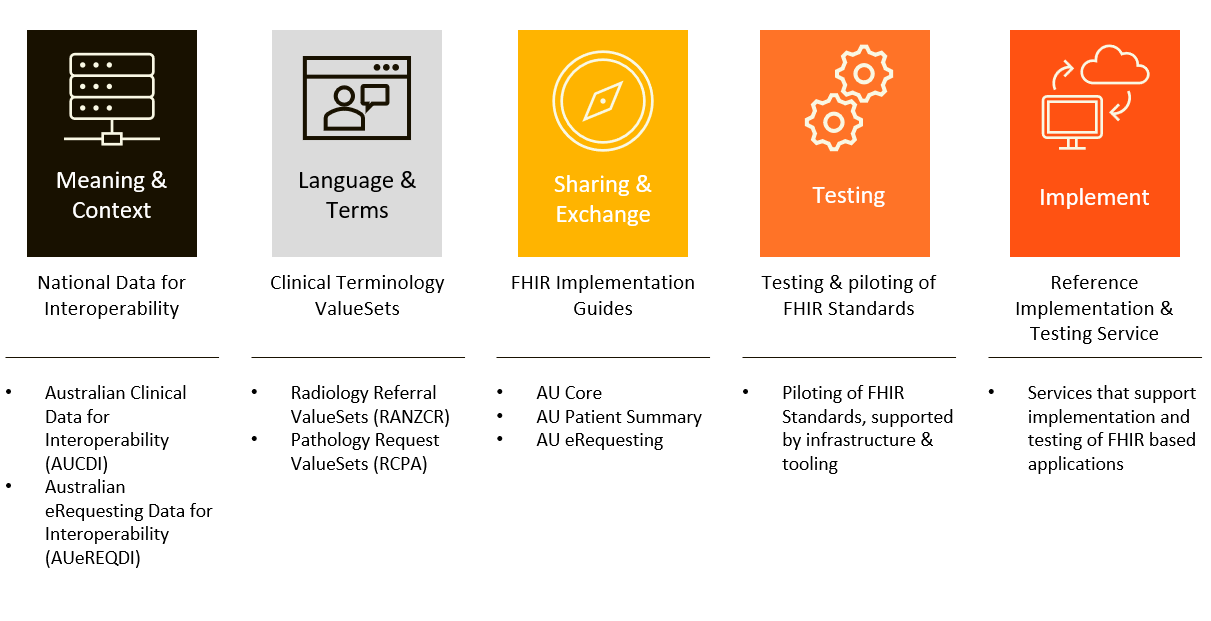 Meaning &
Context
Language &
Terms
Sharing &
Exchange
Testing
Implement
National Data for
Interoperability
Clinical Terminology
ValueSets
FHIR Implementation
Guides
Testing & piloting of
FHIR Standards
Reference
Implementation &
Testing Service
• Australian Clinical
Data for
Interoperability
(AUCDI)
• Australian
eRequesting Data for
Interoperability
(AUeREQDI)
• Radiology Referral
ValueSets (RANZCR)
• Pathology Request
ValueSets (RCPA)
• AU Core
• AU Patient Summary
• AU eRequesting
• Piloting of FHIR
Standards, supported
by infrastructure &
tooling
• Services that support
implementation and
testing of FHIR based
applications